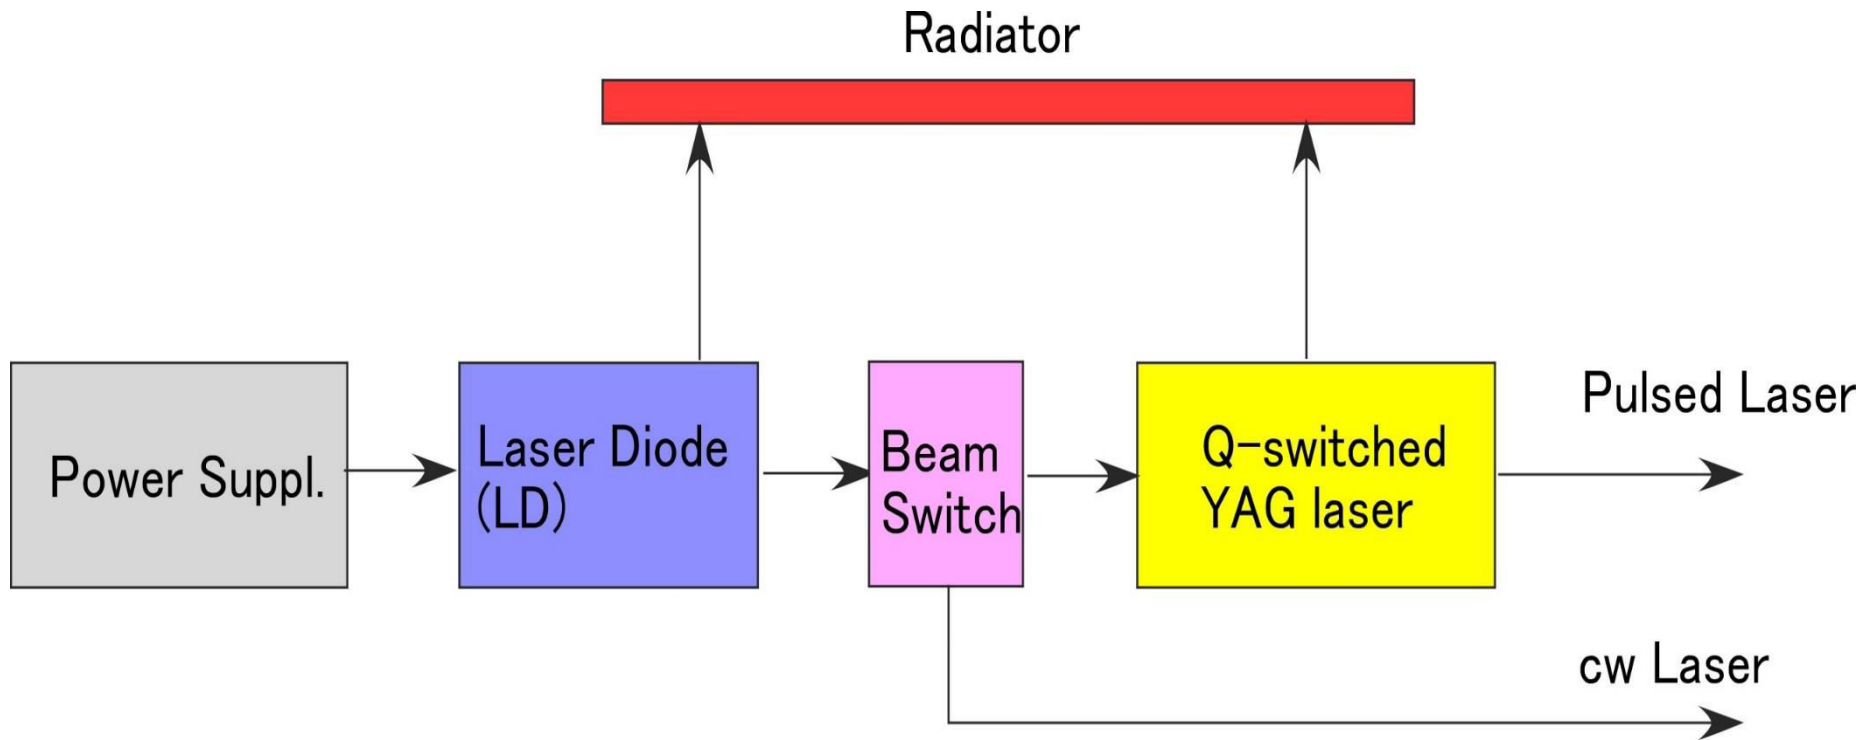 Radiator
Power Suppl.
Laser Diode
(LD)
Beam
Switch
Q-switched
YAG laser
Pulsed Laser
cw Laser